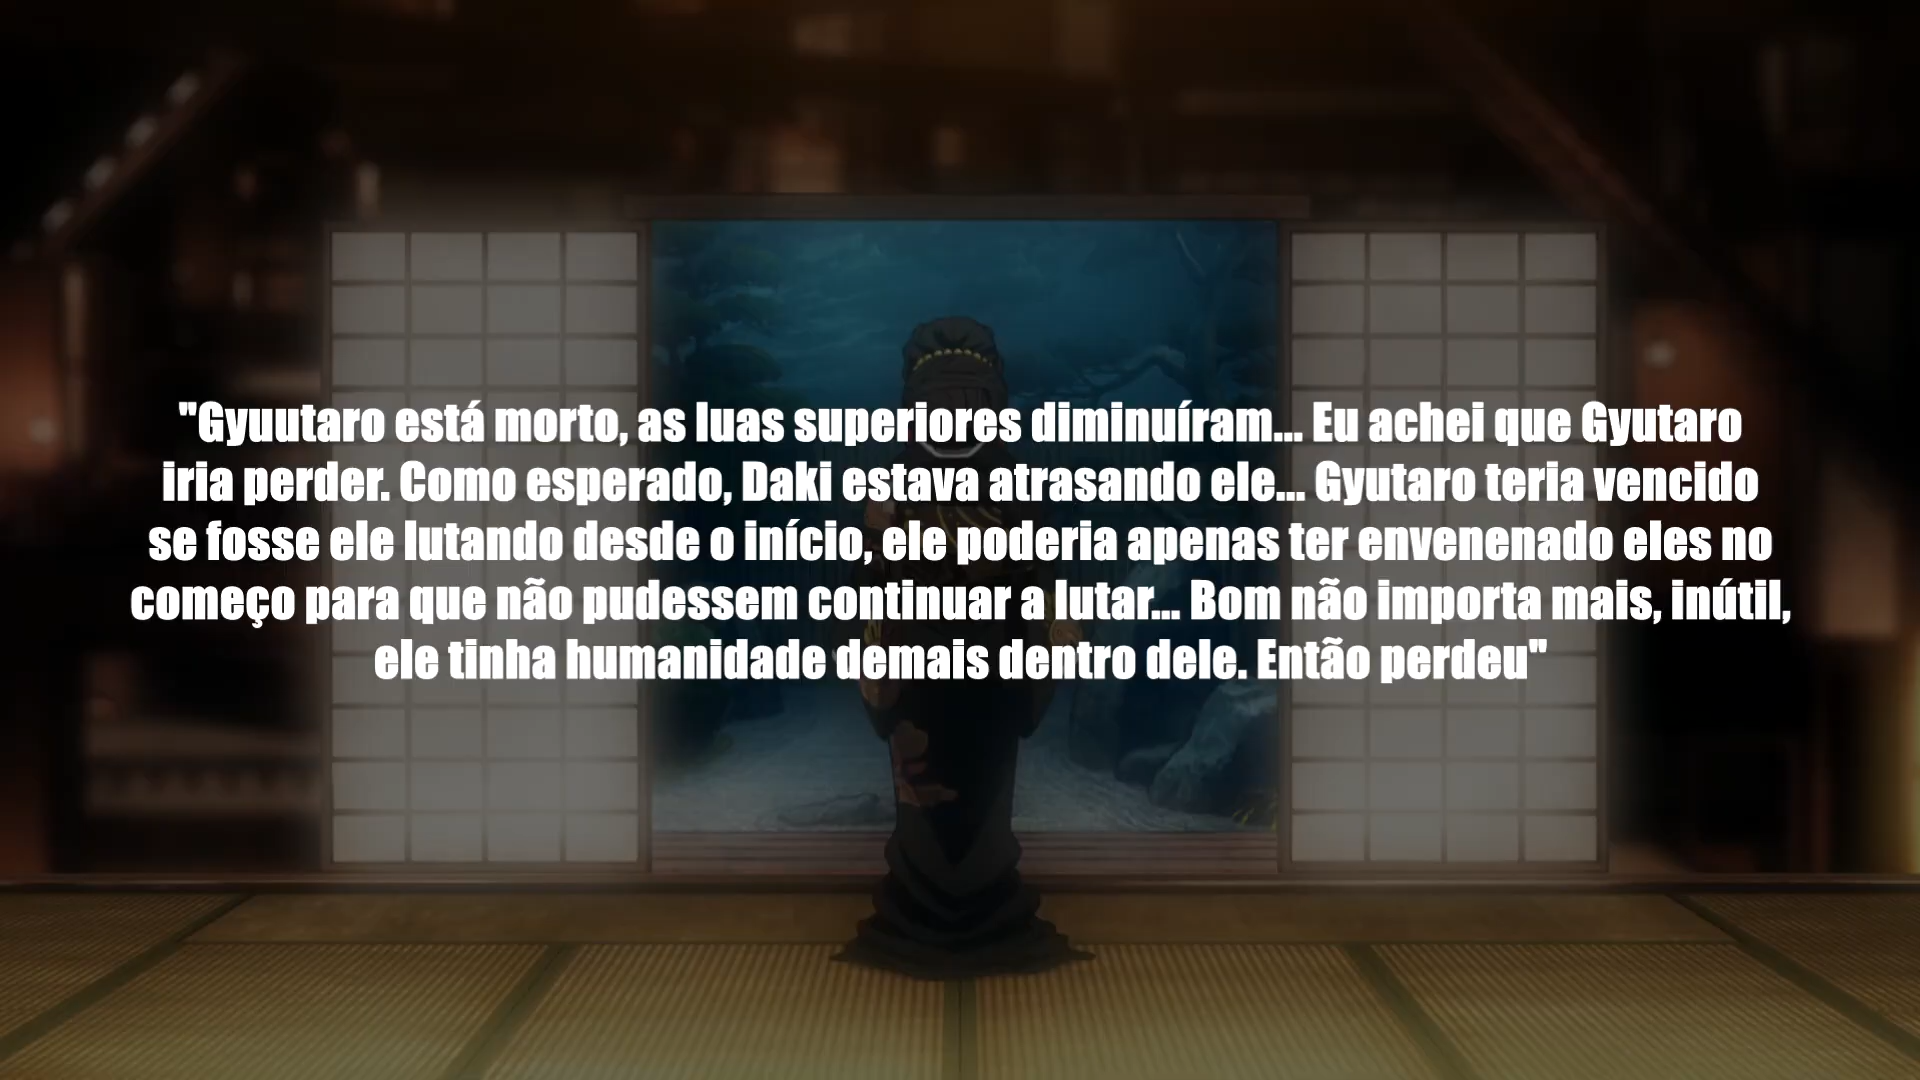 "Gyuutaro está morto, as luas superiores diminuíram... Eu achei que Gyutaro
iria perder. Como esperado, Daki estava atrasando ele... Gyutaro teria vencido
se fosse ele lutando desde o início, ele poderia apenas ter envenenado eles no
começo para que não pudessem continuar a lutar... Bom não importa mais, inútil,
ele tinha humanidade demais dentro dele. Então perdeu"